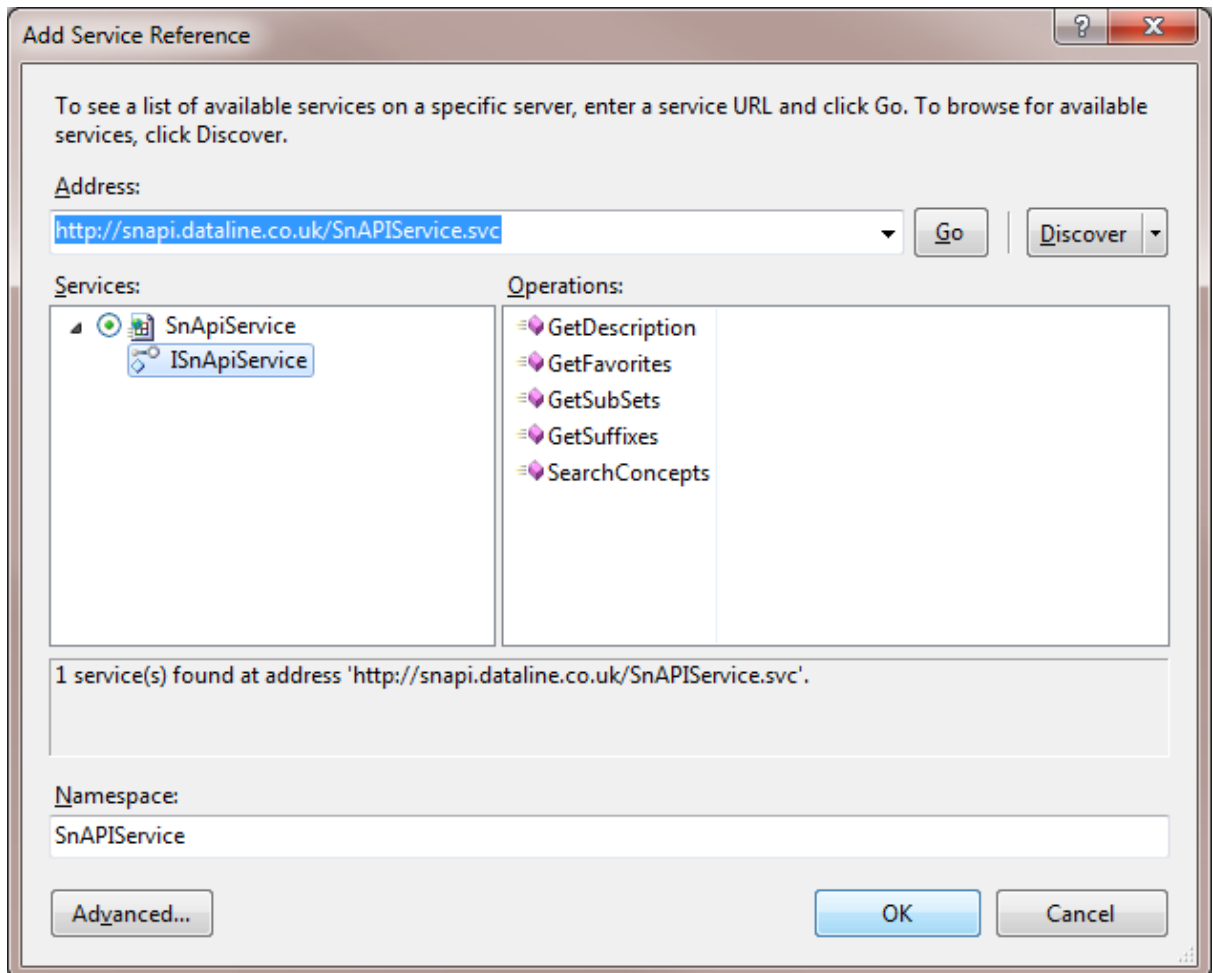 Add Service Reference
To see a list of available services on a specific server, enter a service URL and click Go. To browse for available
services, click Discover.
Address:
http://snapi.dataline.co.uk/SnAPIService.svc
Go
Discover
Services:
Operations:
SnApiService
ISnApiService
GetDescription
GetFavorites
GetSubSets
GetSuffixes
SearchConcepts
1 service(s) found at address 'http://snapi.dataline.co.uk/SnAPIService.svc'.
Namespace:
SnAPIService
Advanced...
OK
Cancel